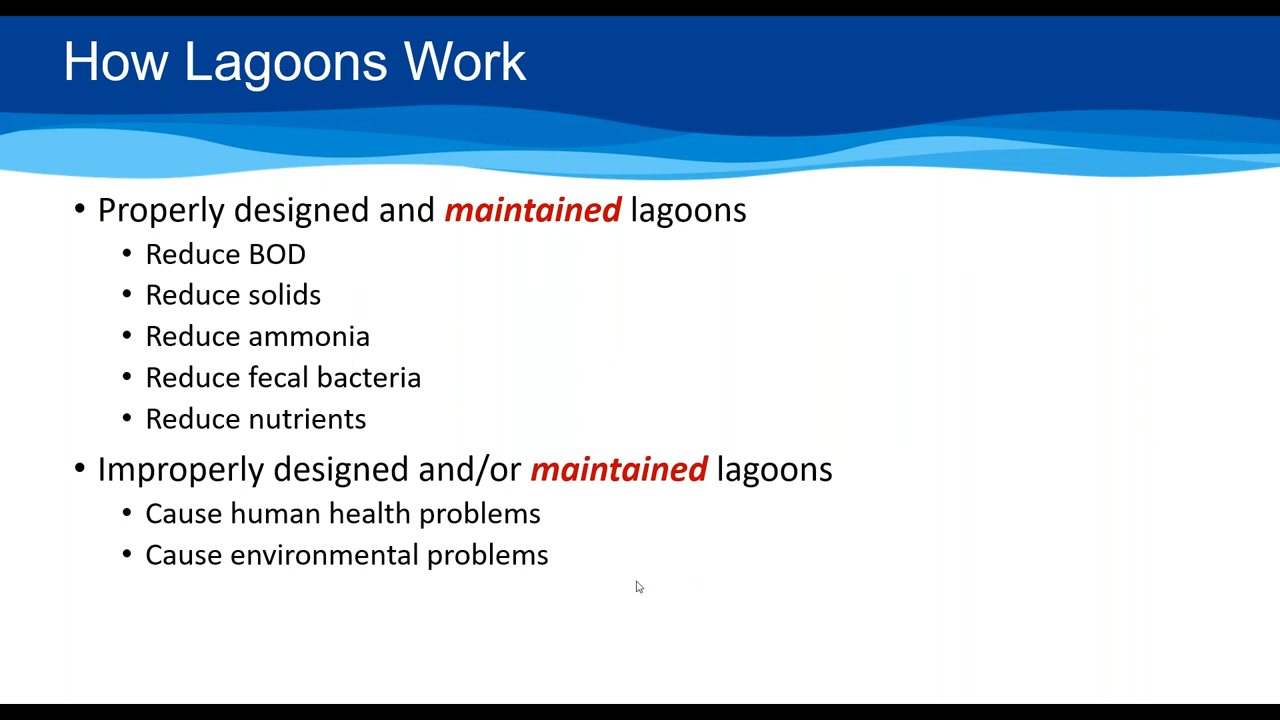 How Lagoons Work
• Properly designed and maintained lagoons
• Reduce BOD
• Reduce solids
• Reduce ammonia
• Reduce fecal bacteria
• Reduce nutrients
• Improperly designed and/or maintained lagoons
• Cause human health problems
• Cause environmental problems